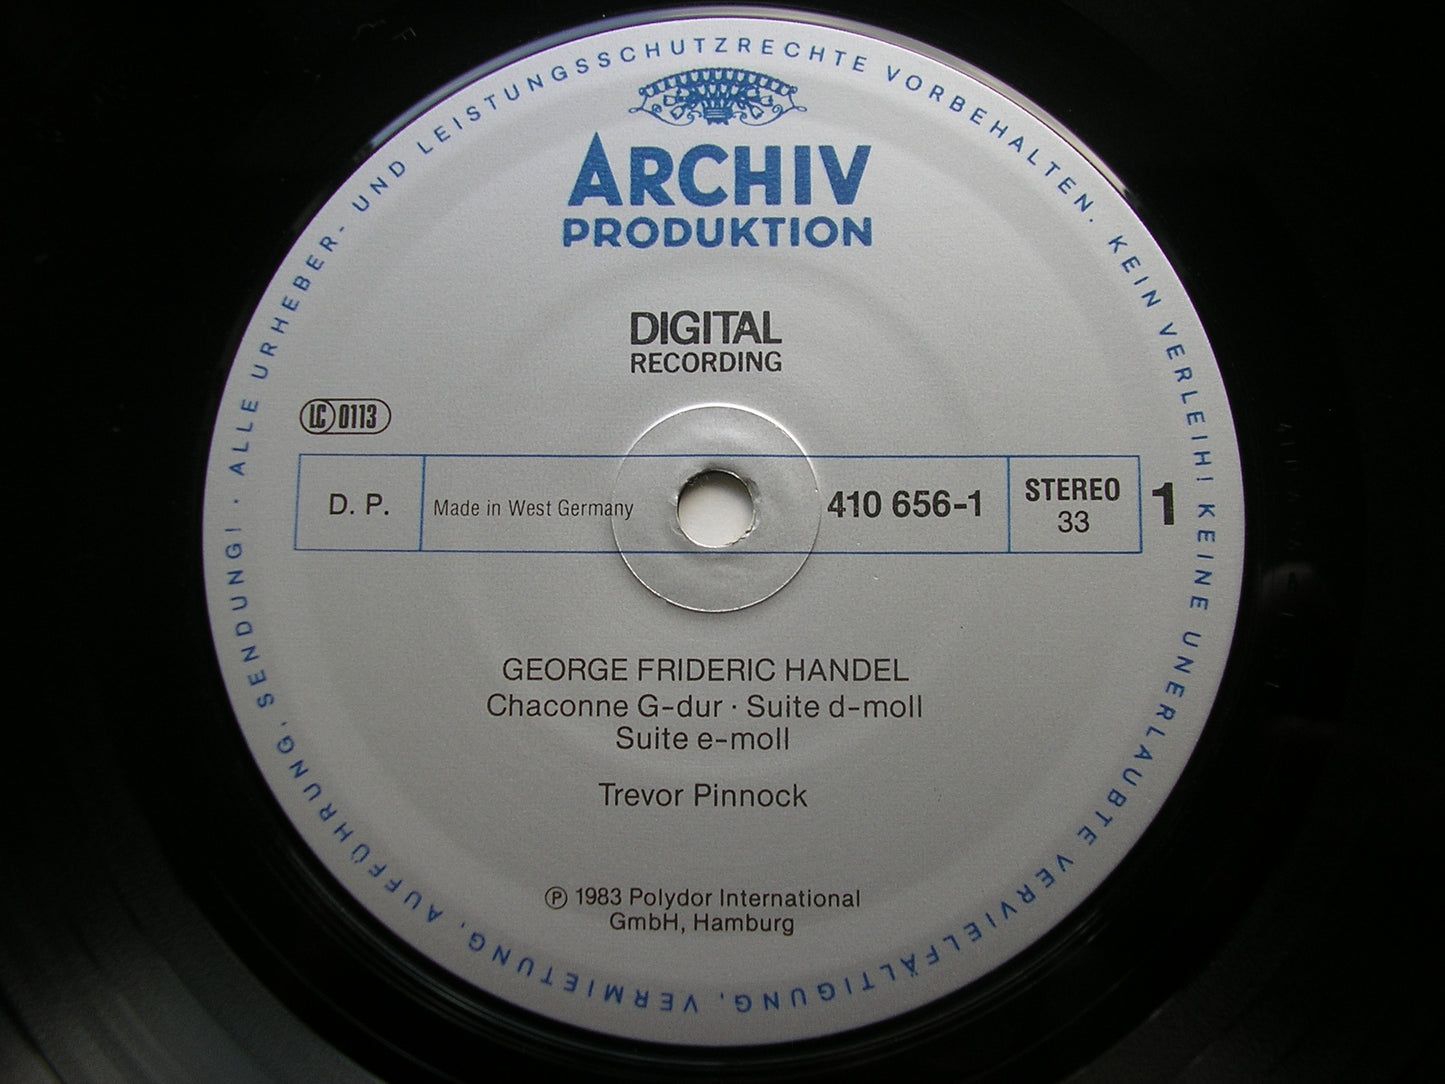 ALLE URHEBER- UND LEISTUNGSSCHUTZRECHTE VORBEHALTEN. KEIN VERLEIH! KEINE UNERLAUBTE VERVIELFÄLTIGUNG, VERMIETUNG, AUFFÜHRUNG, SENDUNG! ·
ARCHIV
PRODUKTION
DIGITAL
RECORDING
LC 0113
D. P. Made in West Germany 410 656-1 STEREO 33 1
GEORGE FRIDERIC HANDEL
Chaconne G-dur · Suite d-moll
Suite e-moll
Trevor Pinnock
℗ 1983 Polydor International
GmbH, Hamburg